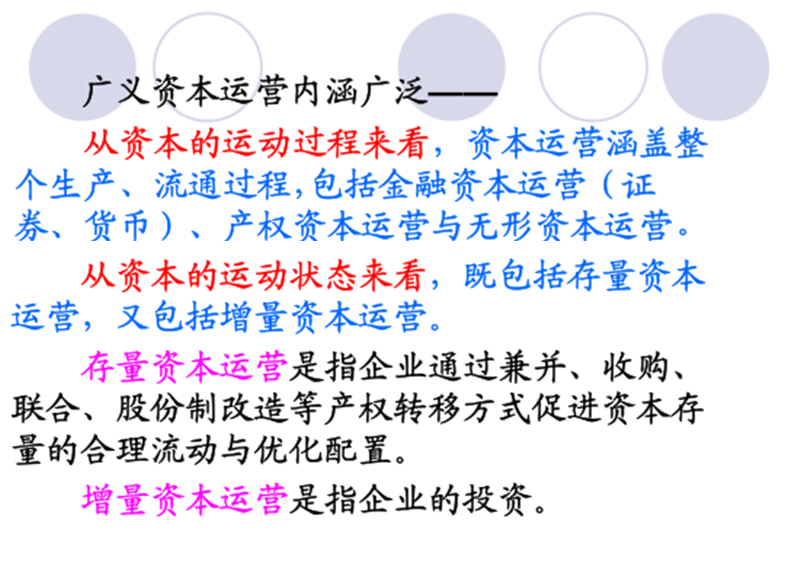 广义资本运营内涵广泛——
从资本的运动过程来看，资本运营涵盖整
个生产、流通过程,包括金融资本运营（证
券、货币）、产权资本运营与无形资本运营。
从资本的运动状态来看，既包括存量资本
运营，又包括增量资本运营。
存量资本运营是指企业通过兼并、收购、
联合、股份制改造等产权转移方式促进资本存
量的合理流动与优化配置。
增量资本运营是指企业的投资。